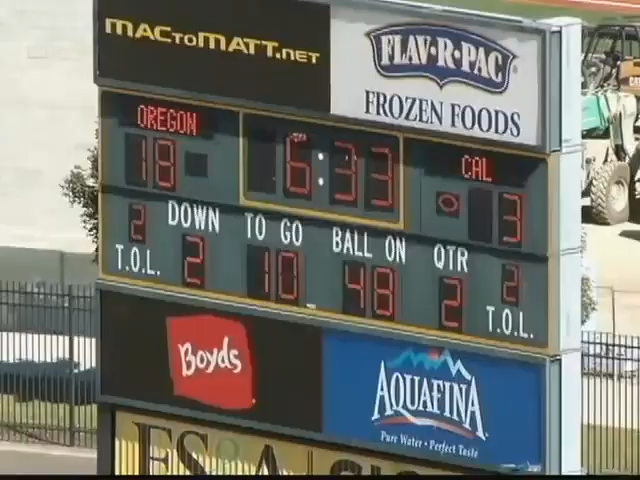 MACTOMATT.NET
FLAV·R·PAC
FROZEN FOODS
OREGON
CAL
18 6:33 3
DOWN TO GO BALL ON QTR
2 2 10 48 2 2
T.O.L. T.O.L.
Boyds
AQUAFINA
Pure Water • Perfect Taste